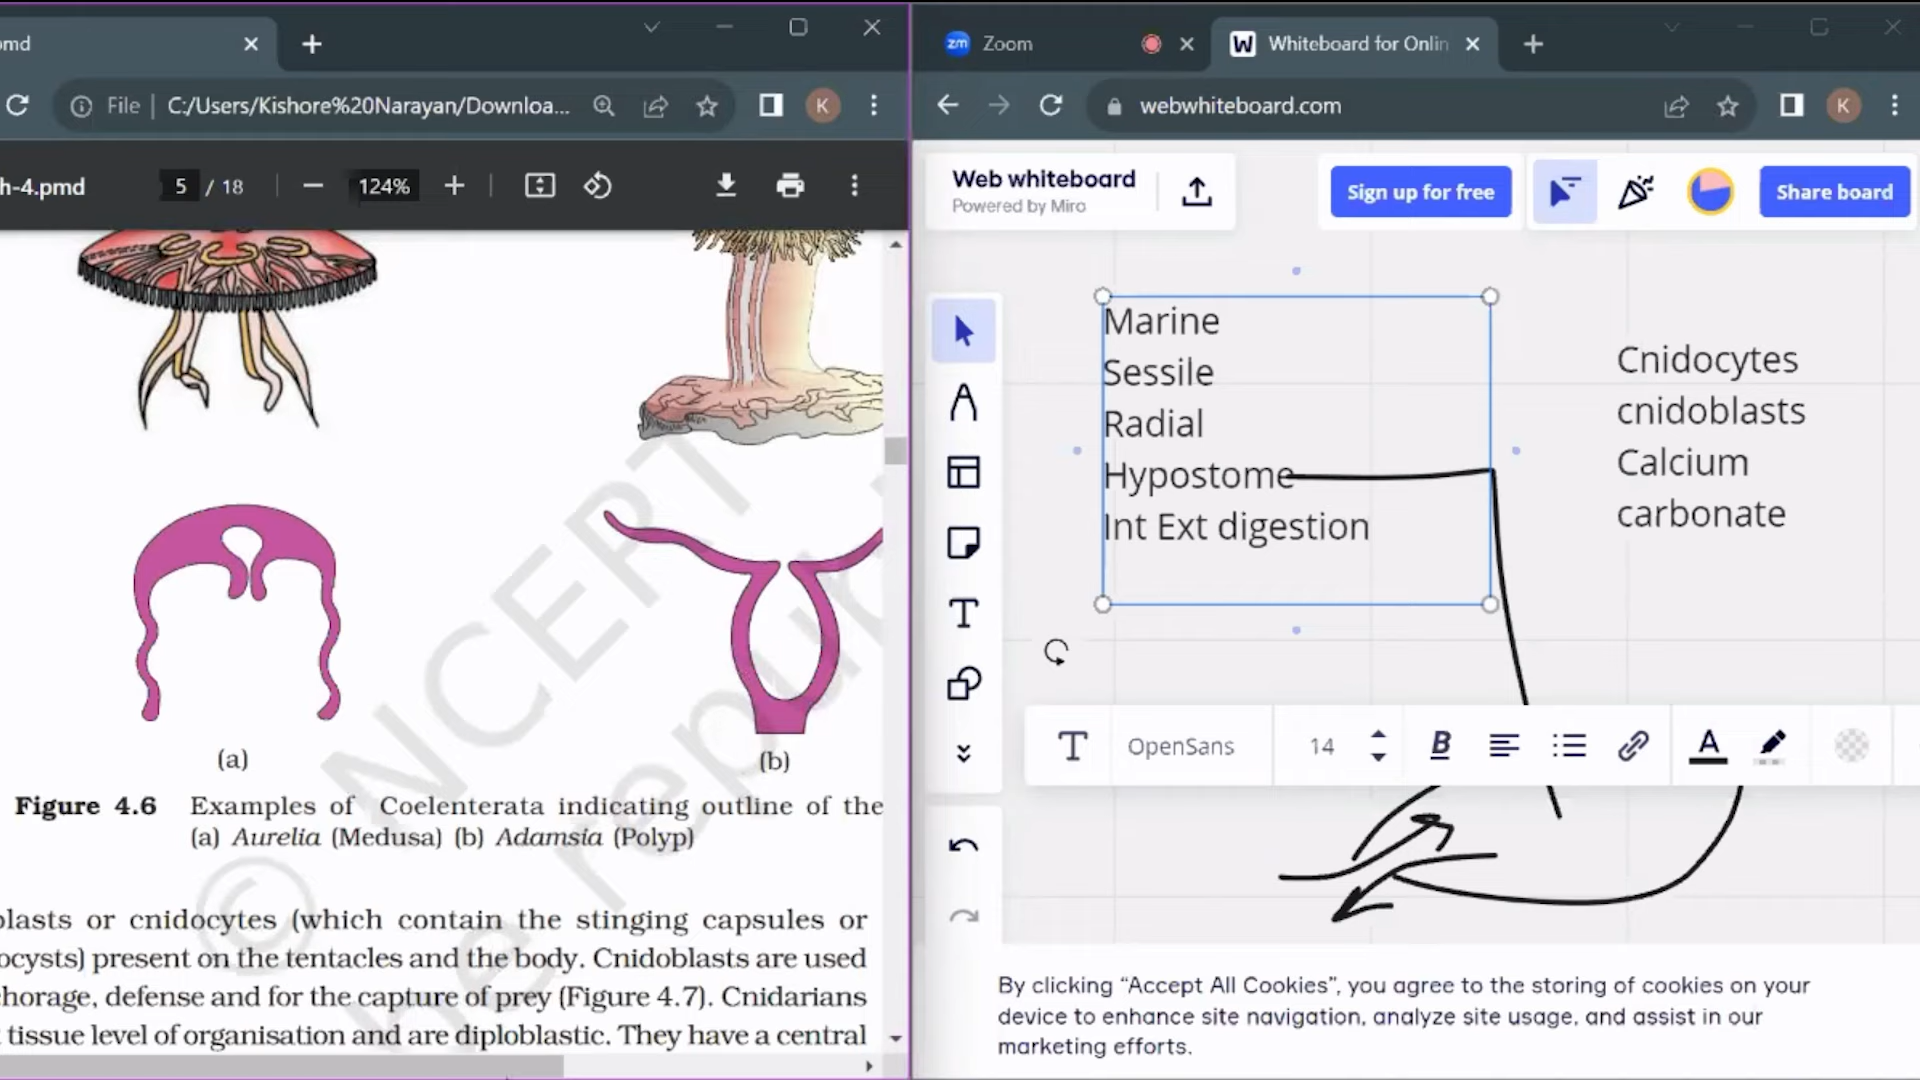 pmd
File
C:/Users/Kishore%20Narayan/Downloa...
K
h-4.pmd
5 / 18
124%
© NCERT
(a)
(b)
Figure 4.6 Examples of Coelenterata indicating outline of the
(a) Aurelia (Medusa) (b) Adamsia (Polyp)
blasts or cnidocytes (which contain the stinging capsules or
ocysts) present on the tentacles and the body. Cnidoblasts are used
horage, defense and for the capture of prey (Figure 4.7). Cnidarians
tissue level of organisation and are diploblastic. They have a central
zm Zoom
W Whiteboard for Onlin
webwhiteboard.com
K
Web whiteboard
Powered by Miro
Sign up for free
Share board
Marine
Sessile
Radial
Hypostome
Int Ext digestion
Cnidocytes
cnidoblasts
Calcium
carbonate
T OpenSans 14 B A
By clicking “Accept All Cookies”, you agree to the storing of cookies on your
device to enhance site navigation, analyze site usage, and assist in our
marketing efforts.